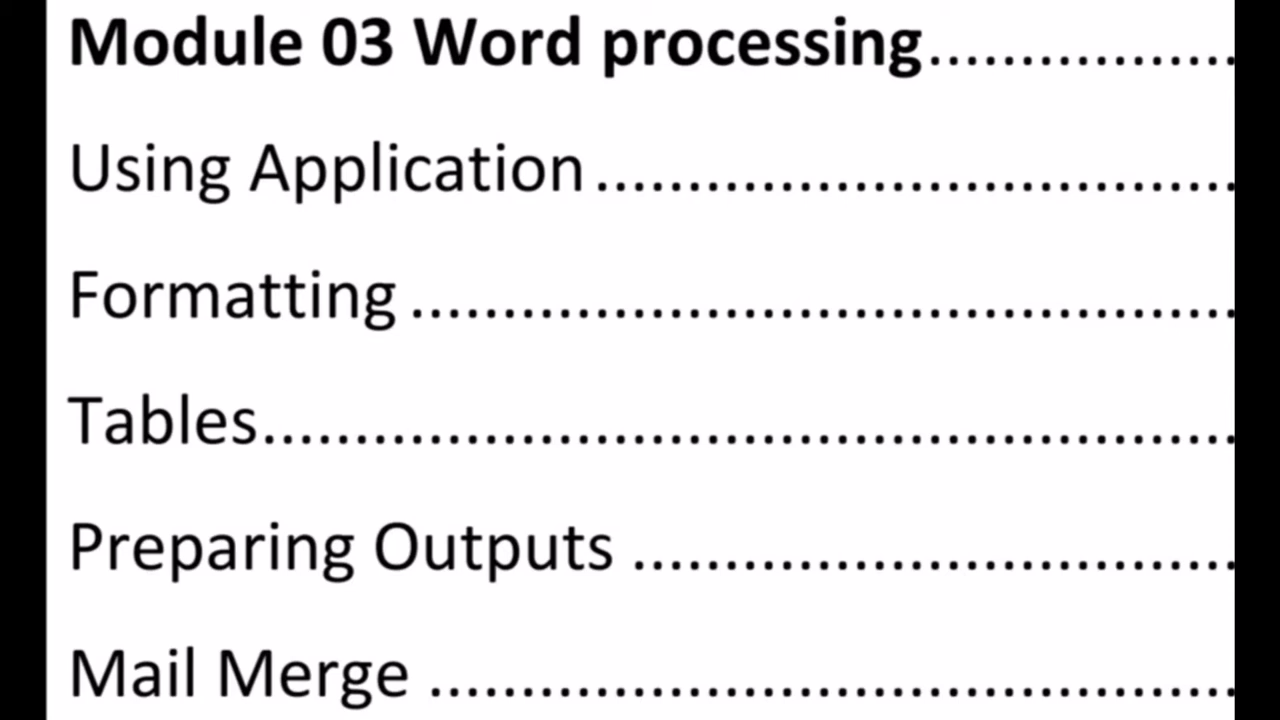 Module 03 Word processing.................
Using Application ...................................
Formatting .............................................
Tables.....................................................
Preparing Outputs .................................
Mail Merge ............................................